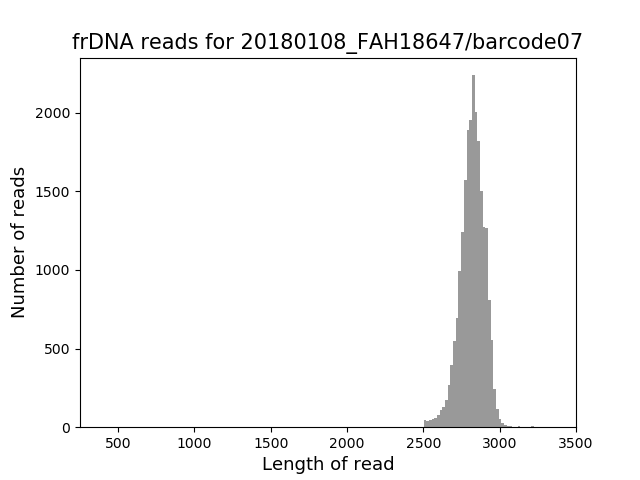 frDNA reads for 20180108_FAH18647/barcode07
Number of reads
2000
1500
1000
500
0
500 1000 1500 2000 2500 3000 3500
Length of read